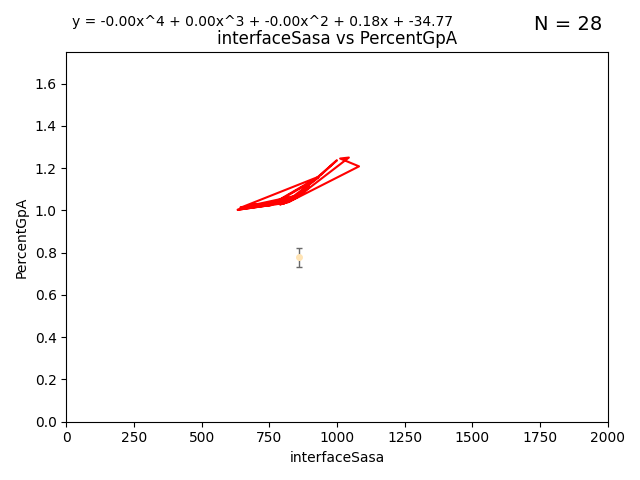 y = -0.00x^4 + 0.00x^3 + -0.00x^2 + 0.18x + -34.77
N = 28
interfaceSasa vs PercentGpA
1.6
1.4
1.2
1.0
0.8
0.6
0.4
0.2
0.0
PercentGpA
0 250 500 750 1000 1250 1500 1750 2000
interfaceSasa